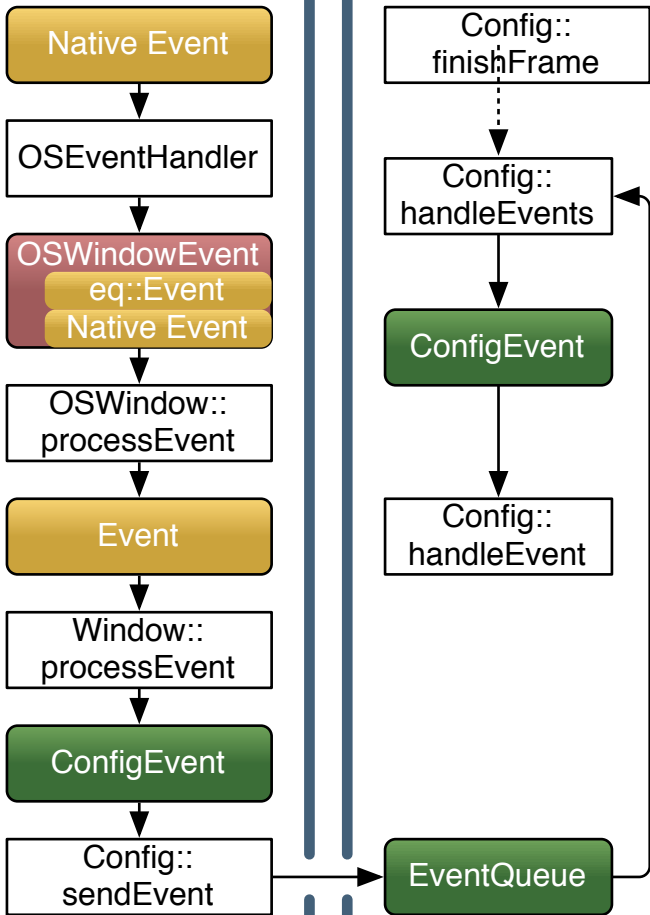 Native Event
OSEventHandler
OSWindowEvent
eq::Event
Native Event
OSWindow::
processEvent
Event
Window::
processEvent
ConfigEvent
Config::
sendEvent
Config::
finishFrame
Config::
handleEvents
ConfigEvent
Config::
handleEvent
EventQueue